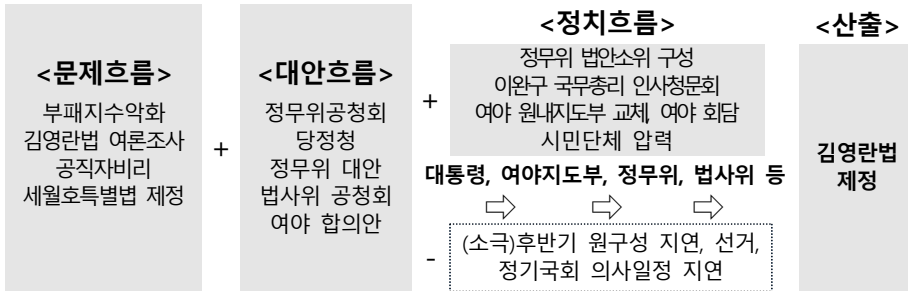 <문제흐름>
부패지수악화
김영란법 여론조사
공직자비리
세월호특별볍 제정
+
<대안흐름>
정무위공청회
당정청
정무위 대안
법사위 공청회
여야 합의안
+
<정치흐름>
정무위 법안소위 구성
이완구 국무총리 인사청문회
여야 원내지도부 교체, 여야 회담
시민단체 압력
대통령, 여야지도부, 정무위, 법사위 등
-
(소극)후반기 원구성 지연, 선거,
정기국회 의사일정 지연
<산출>
김영란법
제정